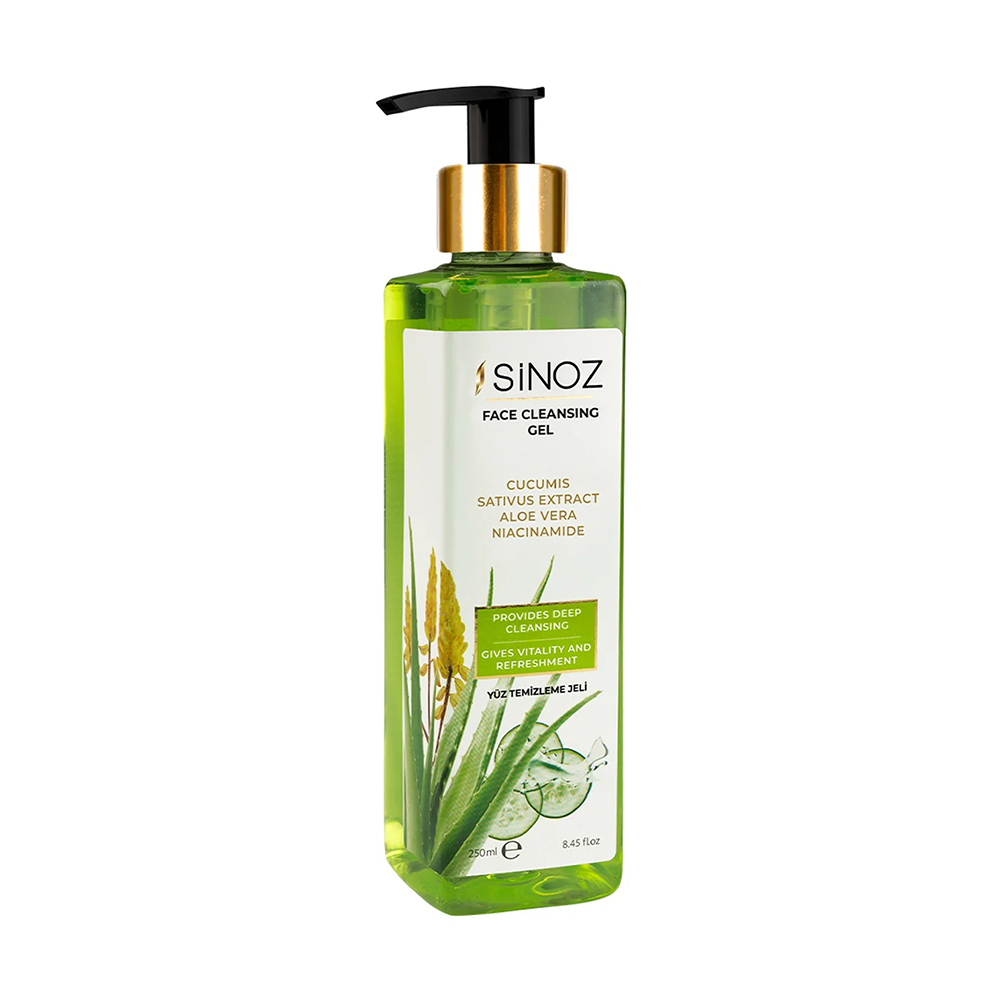 SiNOZ
FACE CLEANSING
GEL
CUCUMIS
SATIVUS EXTRACT
ALOE VERA
NIACINAMIDE
PROVIDES DEEP
CLEANSING
GIVES VITALITY AND
REFRESHMENT
YÜZ TEMİZLEME JELİ
250ml e 8.45 fl.oz